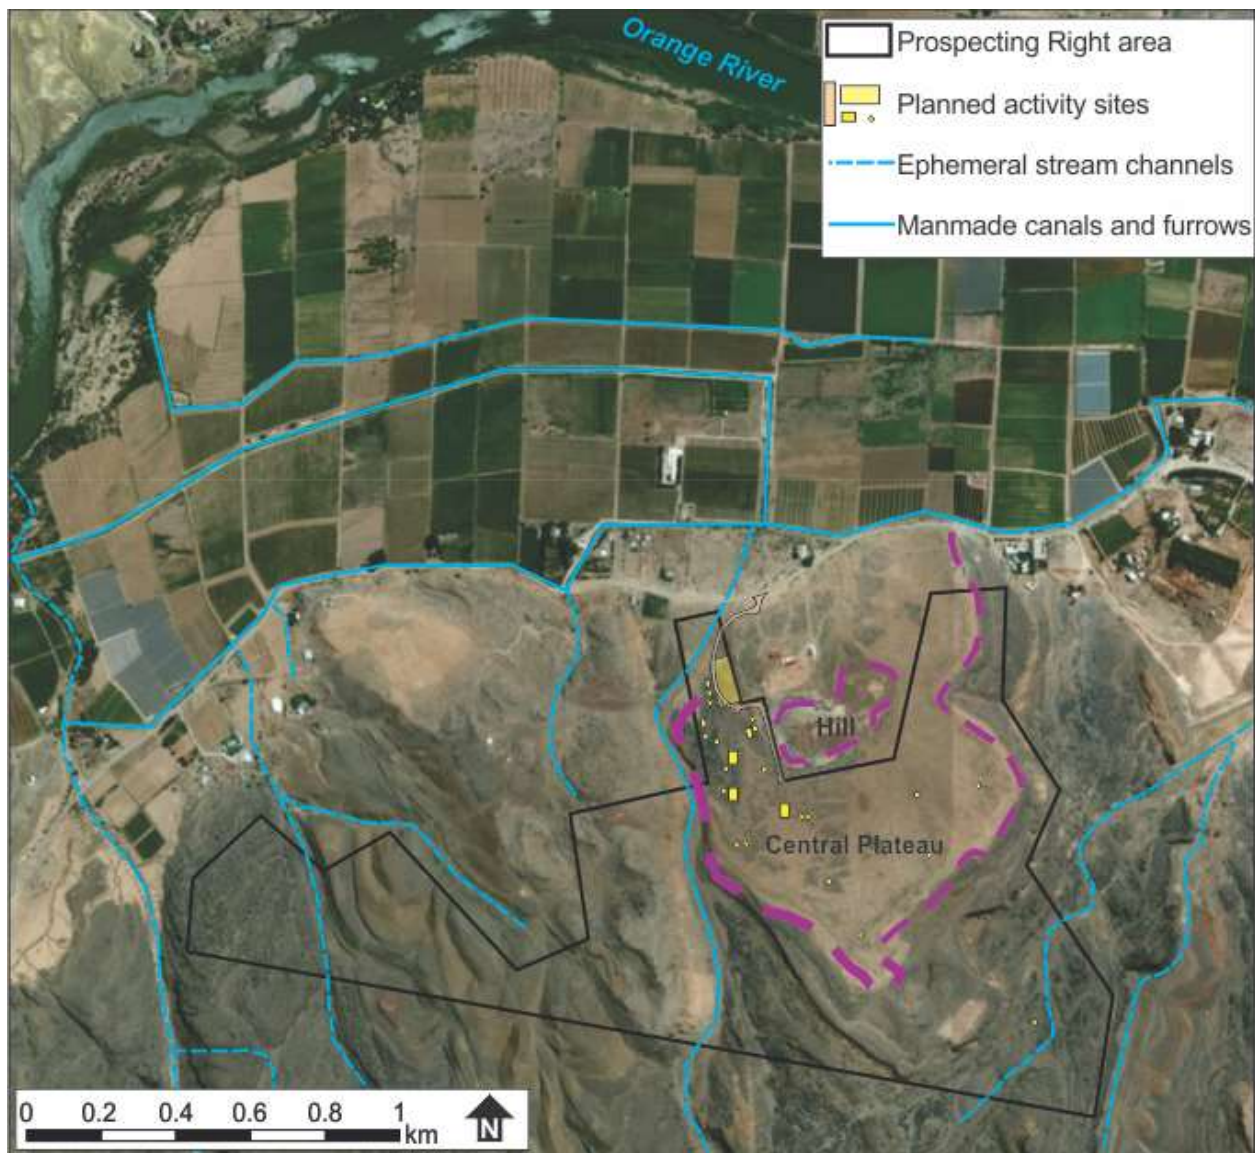 Orange River
Prospecting Right area
Planned activity sites
Ephemeral stream channels
Manmade canals and furrows
Hill
Central Plateau
0 0.2 0.4 0.6 0.8 1
km
N